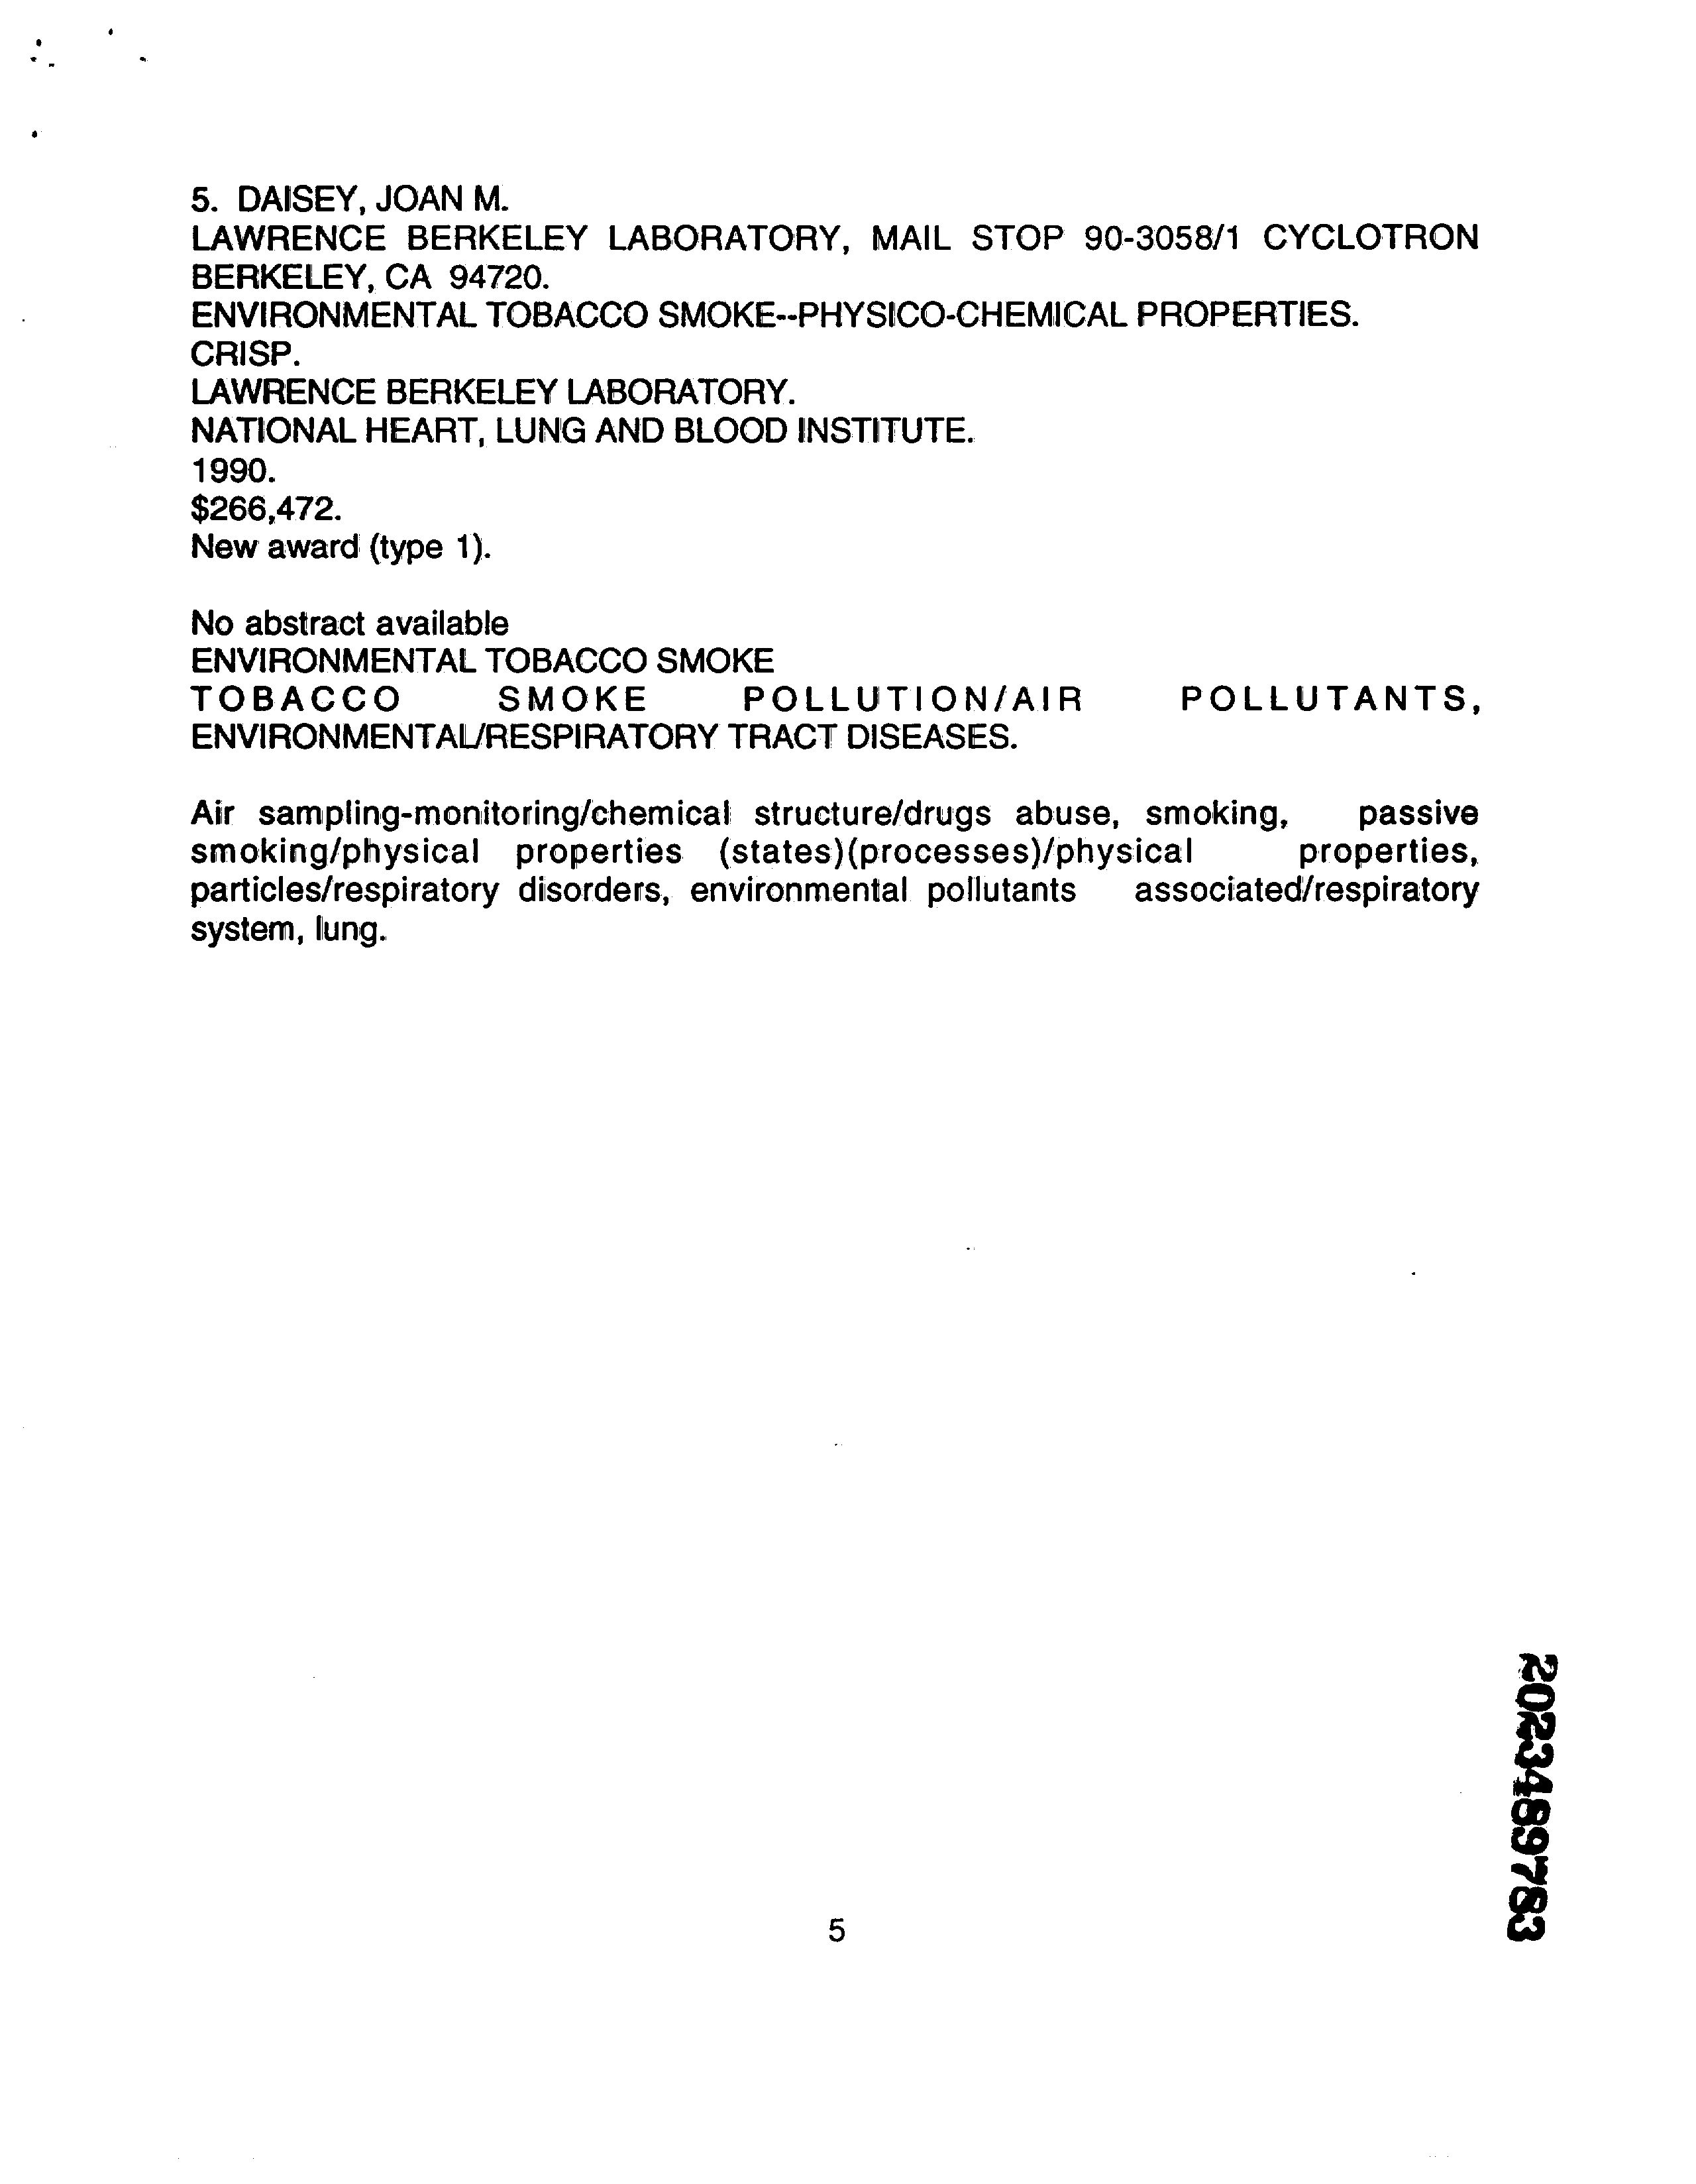 5. DAISEY, JOAN M.
LAWRENCE BERKELEY LABORATORY, MAIL STOP 90-3058/1 CYCLOTRON
BERKELEY, CA 94720.
ENVIRONMENTAL TOBACCO SMOKE--PHYSICO-CHEMICAL PROPERTIES.
CRISP.
LAWRENCE BERKELEY LABORATORY.
NATIONAL HEART, LUNG AND BLOOD INSTITUTE.
1990.
$266,472.
New award (type 1).
No abstract available
ENVIRONMENTAL TOBACCO SMOKE
TOBACCO SMOKE POLLUTION/AIR POLLUTANTS,
ENVIRONMENTAL/RESPIRATORY TRACT DISEASES.
Air sampling-monitoring/chemical structure/drugs abuse, smoking, passive
smoking/physical properties (states)(processes)/physical properties,
particles/respiratory disorders, environmental pollutants associated/respiratory
system, lung.
2023489783
5